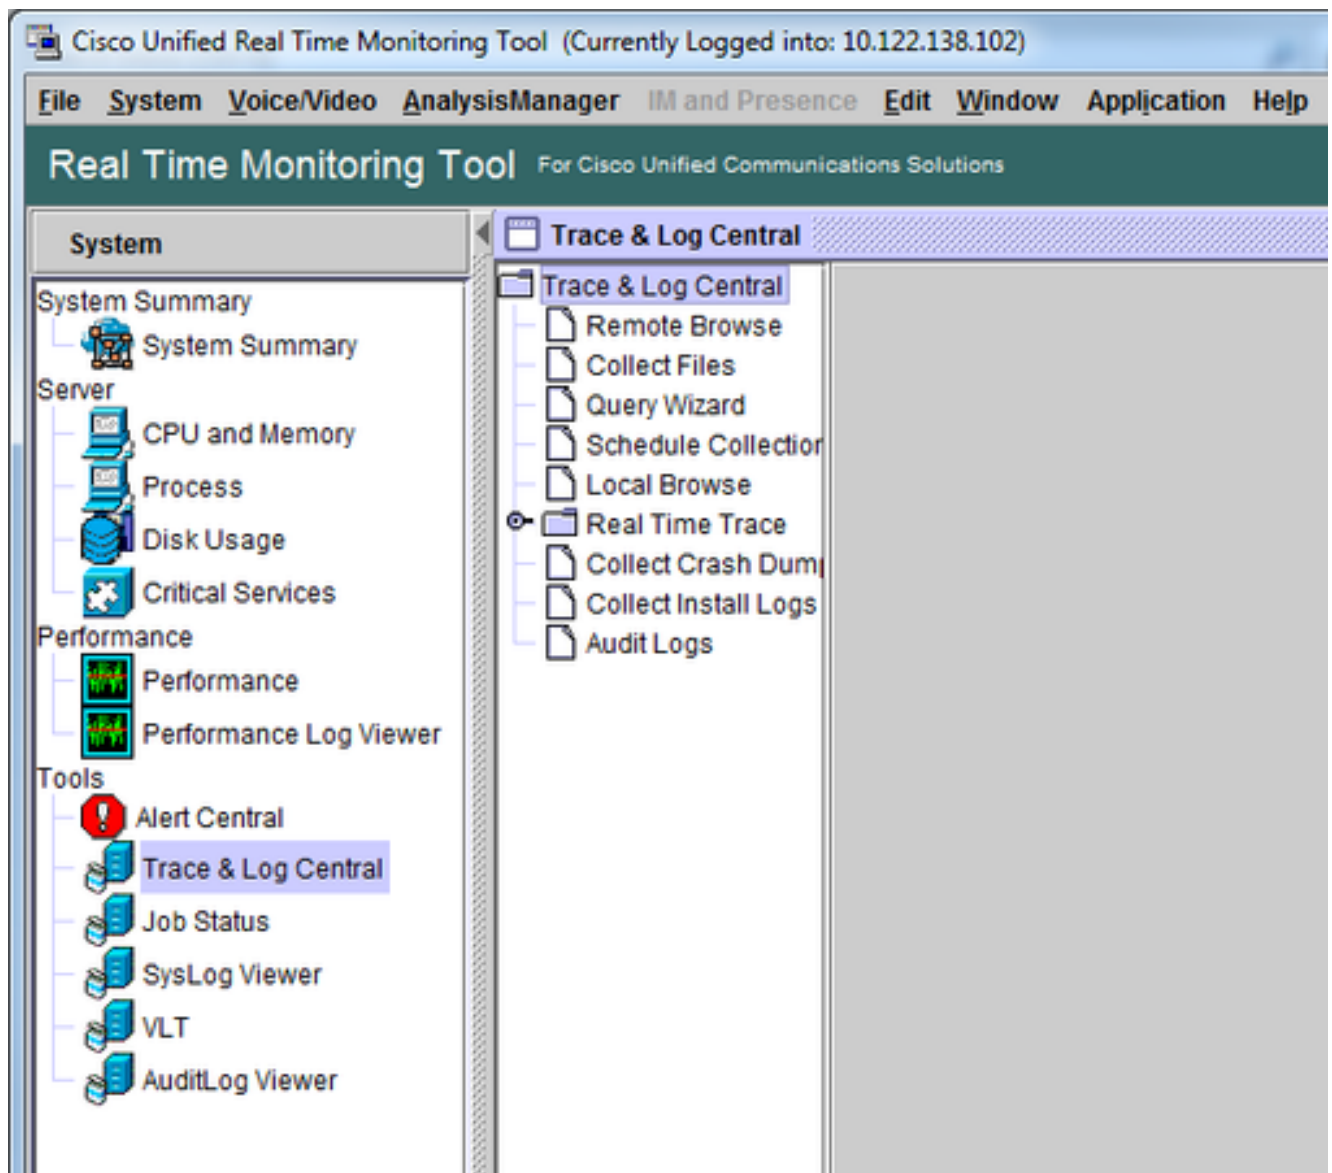 Cisco Unified Real Time Monitoring Tool (Currently Logged into: 10.122.138.102)
File System Voice/Video AnalysisManager IM and Presence Edit Window Application Help
Real Time Monitoring Tool For Cisco Unified Communications Solutions
System
System Summary
System Summary
Server
CPU and Memory
Process
Disk Usage
Critical Services
Performance
Performance
Performance Log Viewer
Tools
Alert Central
Trace & Log Central
Job Status
SysLog Viewer
VLT
AuditLog Viewer
Trace & Log Central
Trace & Log Central
Remote Browse
Collect Files
Query Wizard
Schedule Collection
Local Browse
Real Time Trace
Collect Crash Dum
Collect Install Logs
Audit Logs